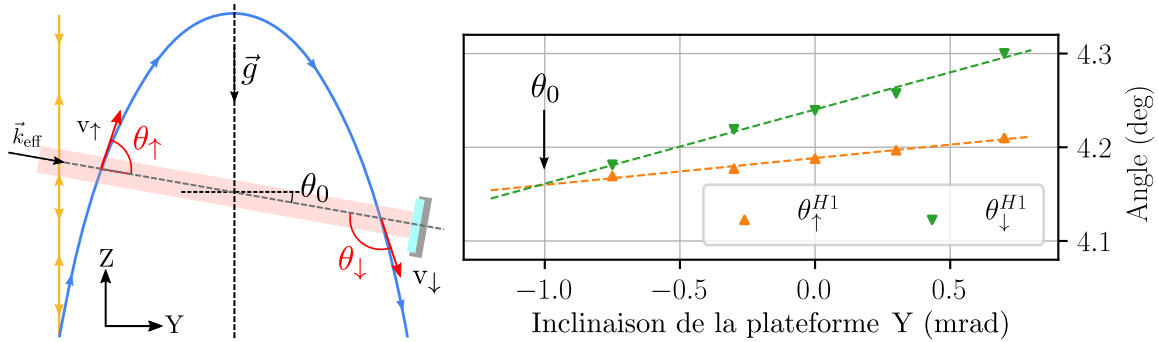 g⃗
v↑
k⃗eff
θ↑
θ0
θ↓
v↓
Z
Y
θ0
4.3
4.2
4.1
Angle (deg)
θ↑^H1 θ↓^H1
−1.0 −0.5 0.0 0.5
Inclinaison de la plateforme Y (mrad)